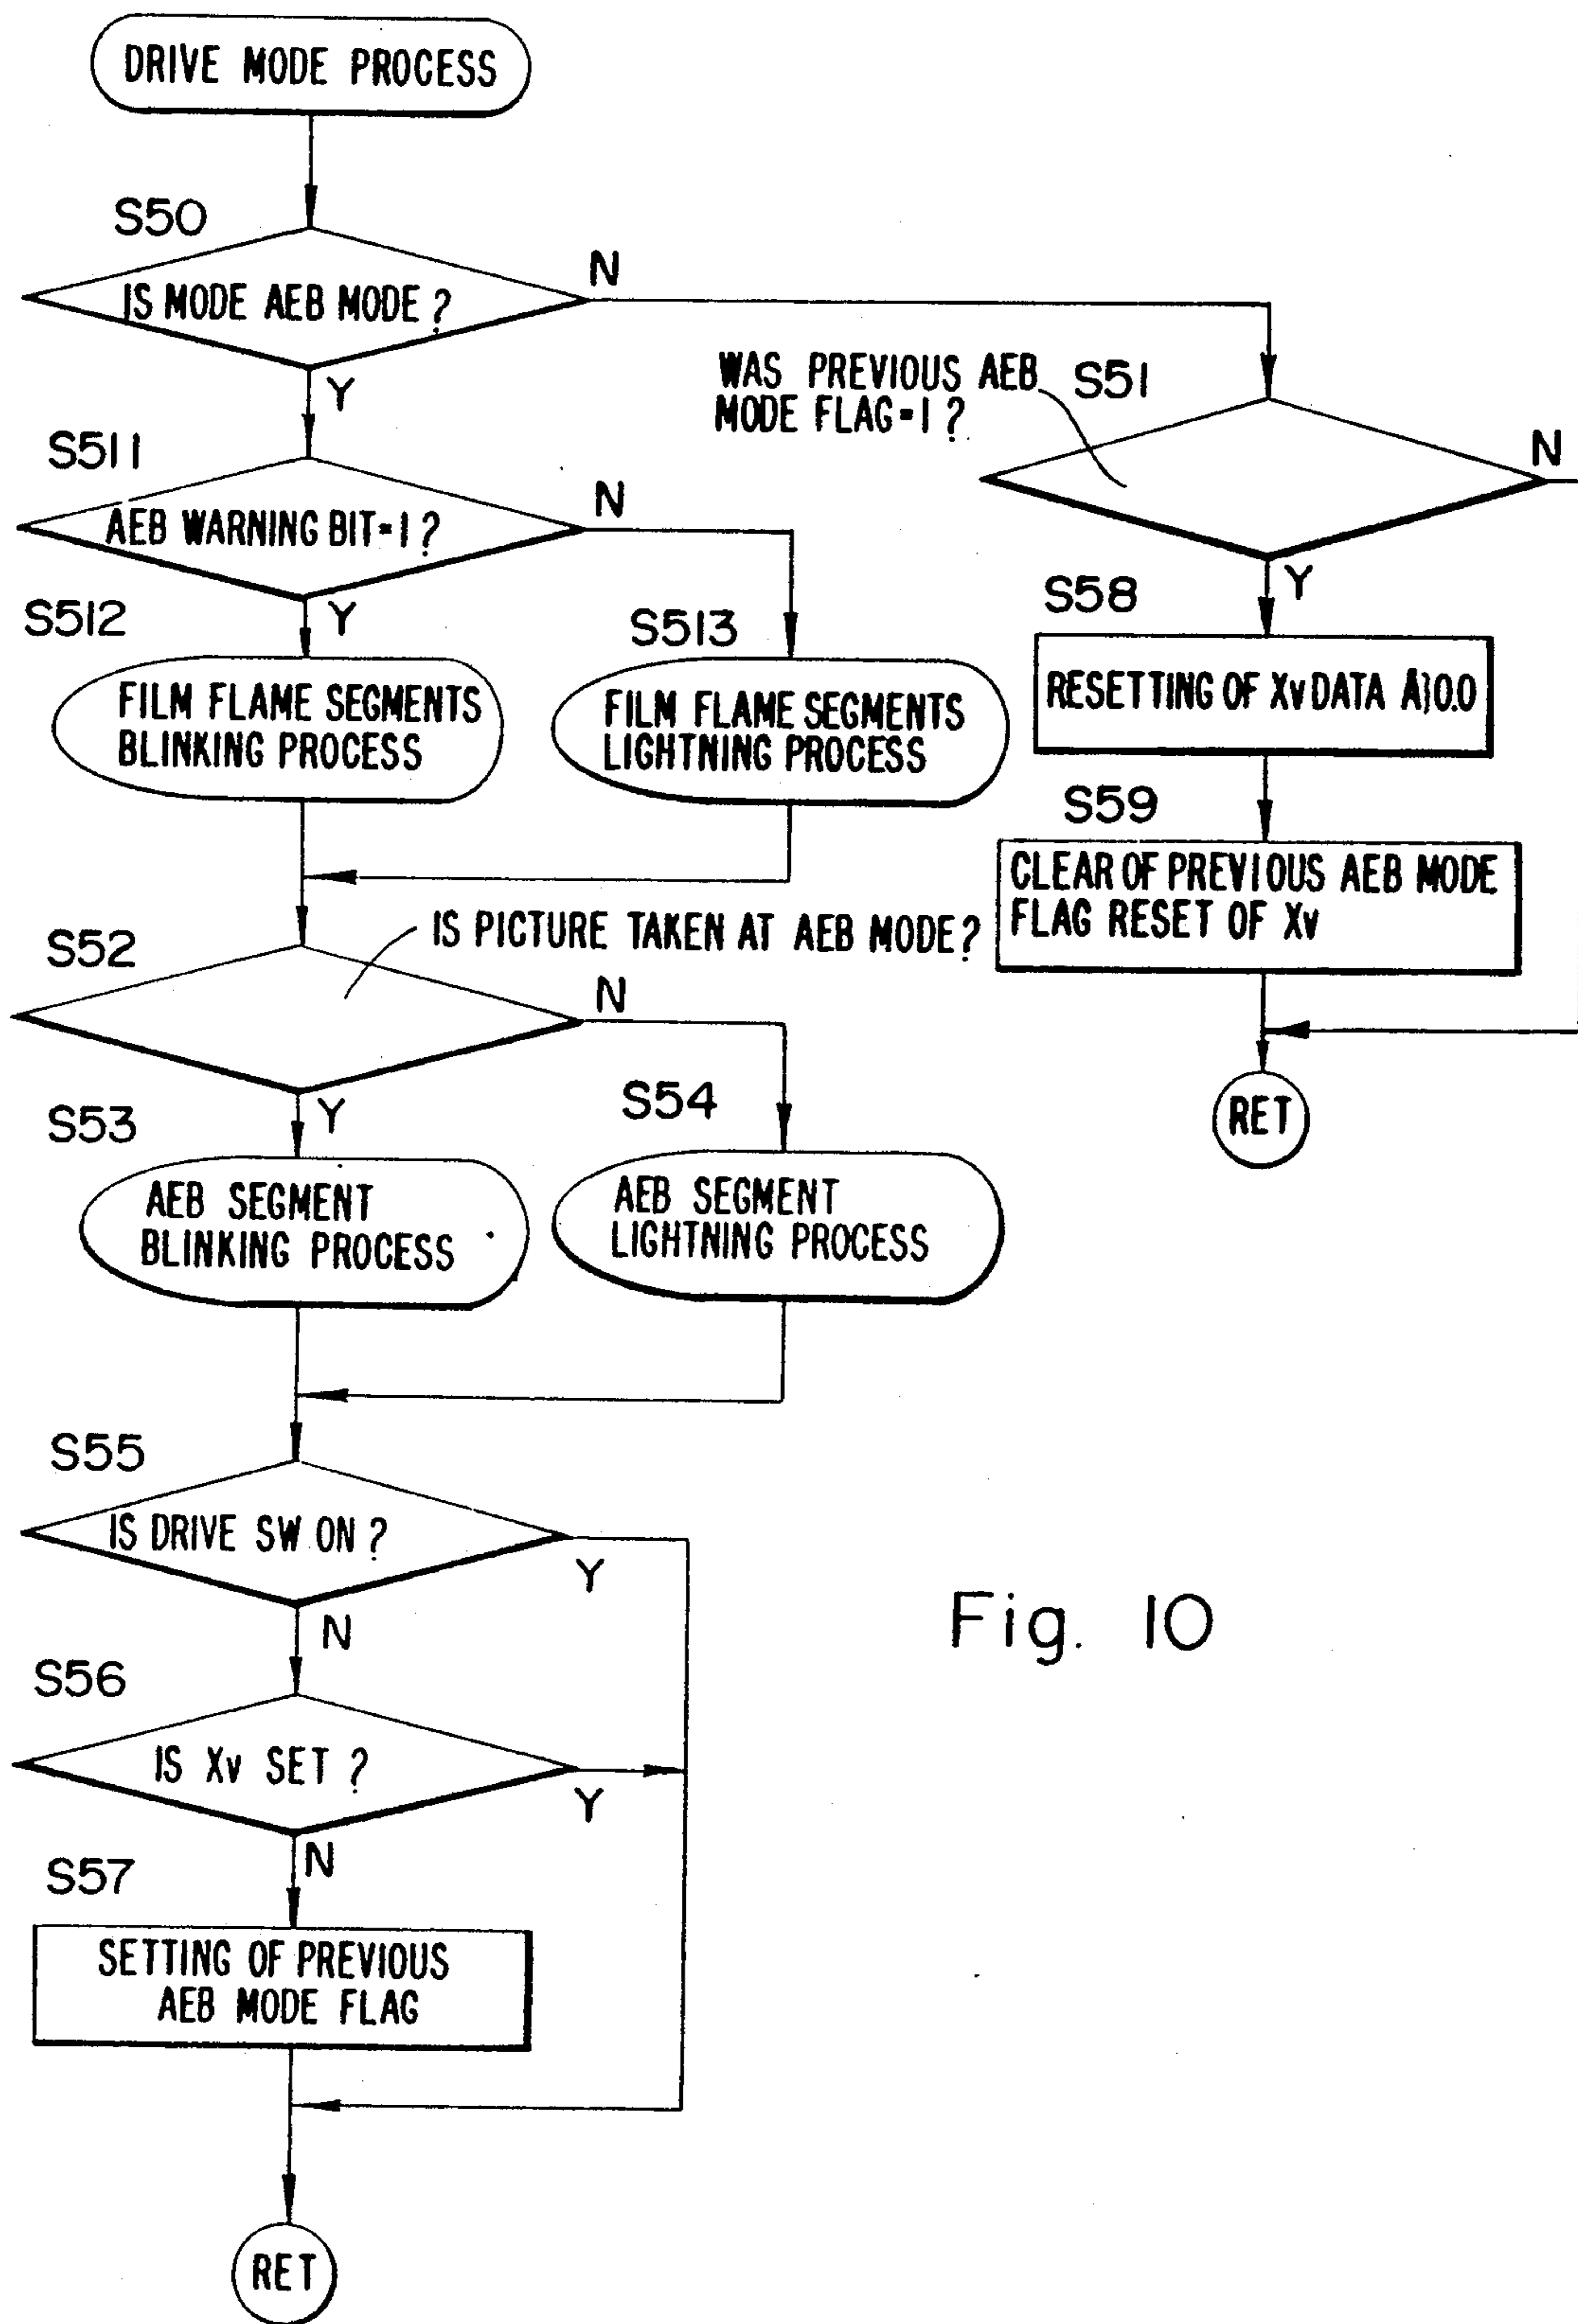 DRIVE MODE PROCESS
S50
IS MODE AEB MODE ?
N
Y
WAS PREVIOUS AEB
MODE FLAG=1 ?
S51
N
Y
S511
AEB WARNING BIT=1 ?
N
Y
S512
FILM FLAME SEGMENTS
BLINKING PROCESS
S513
FILM FLAME SEGMENTS
LIGHTNING PROCESS
S58
RESETTING OF Xv DATA Å}0.0
S59
CLEAR OF PREVIOUS AEB MODE
FLAG RESET OF Xv
RET
S52
IS PICTURE TAKEN AT AEB MODE?
N
Y
S53
AEB SEGMENT
BLINKING PROCESS
S54
AEB SEGMENT
LIGHTNING PROCESS
S55
IS DRIVE SW ON ?
Y
N
S56
IS Xv SET ?
Y
N
S57
SETTING OF PREVIOUS
AEB MODE FLAG
RET
Fig. 10